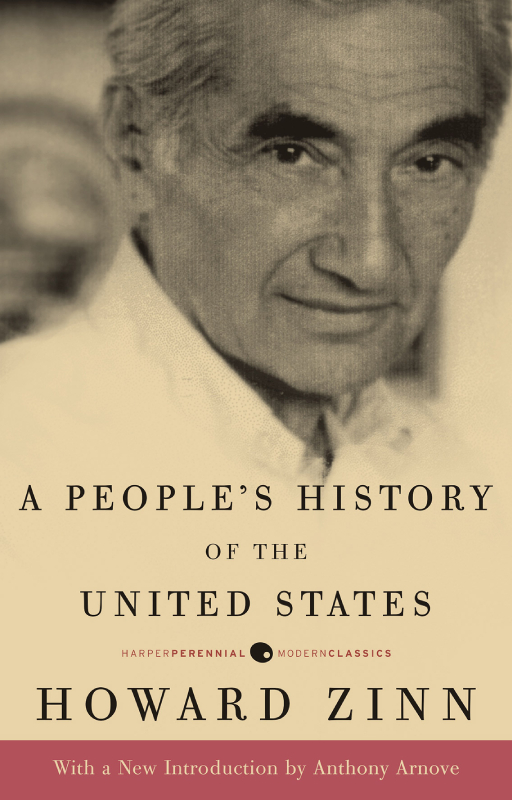 A PEOPLE'S HISTORY
OF THE
UNITED STATES
HARPERPERENNIAL MODERNCLASSICS
HOWARD ZINN
With a New Introduction by Anthony Arnove